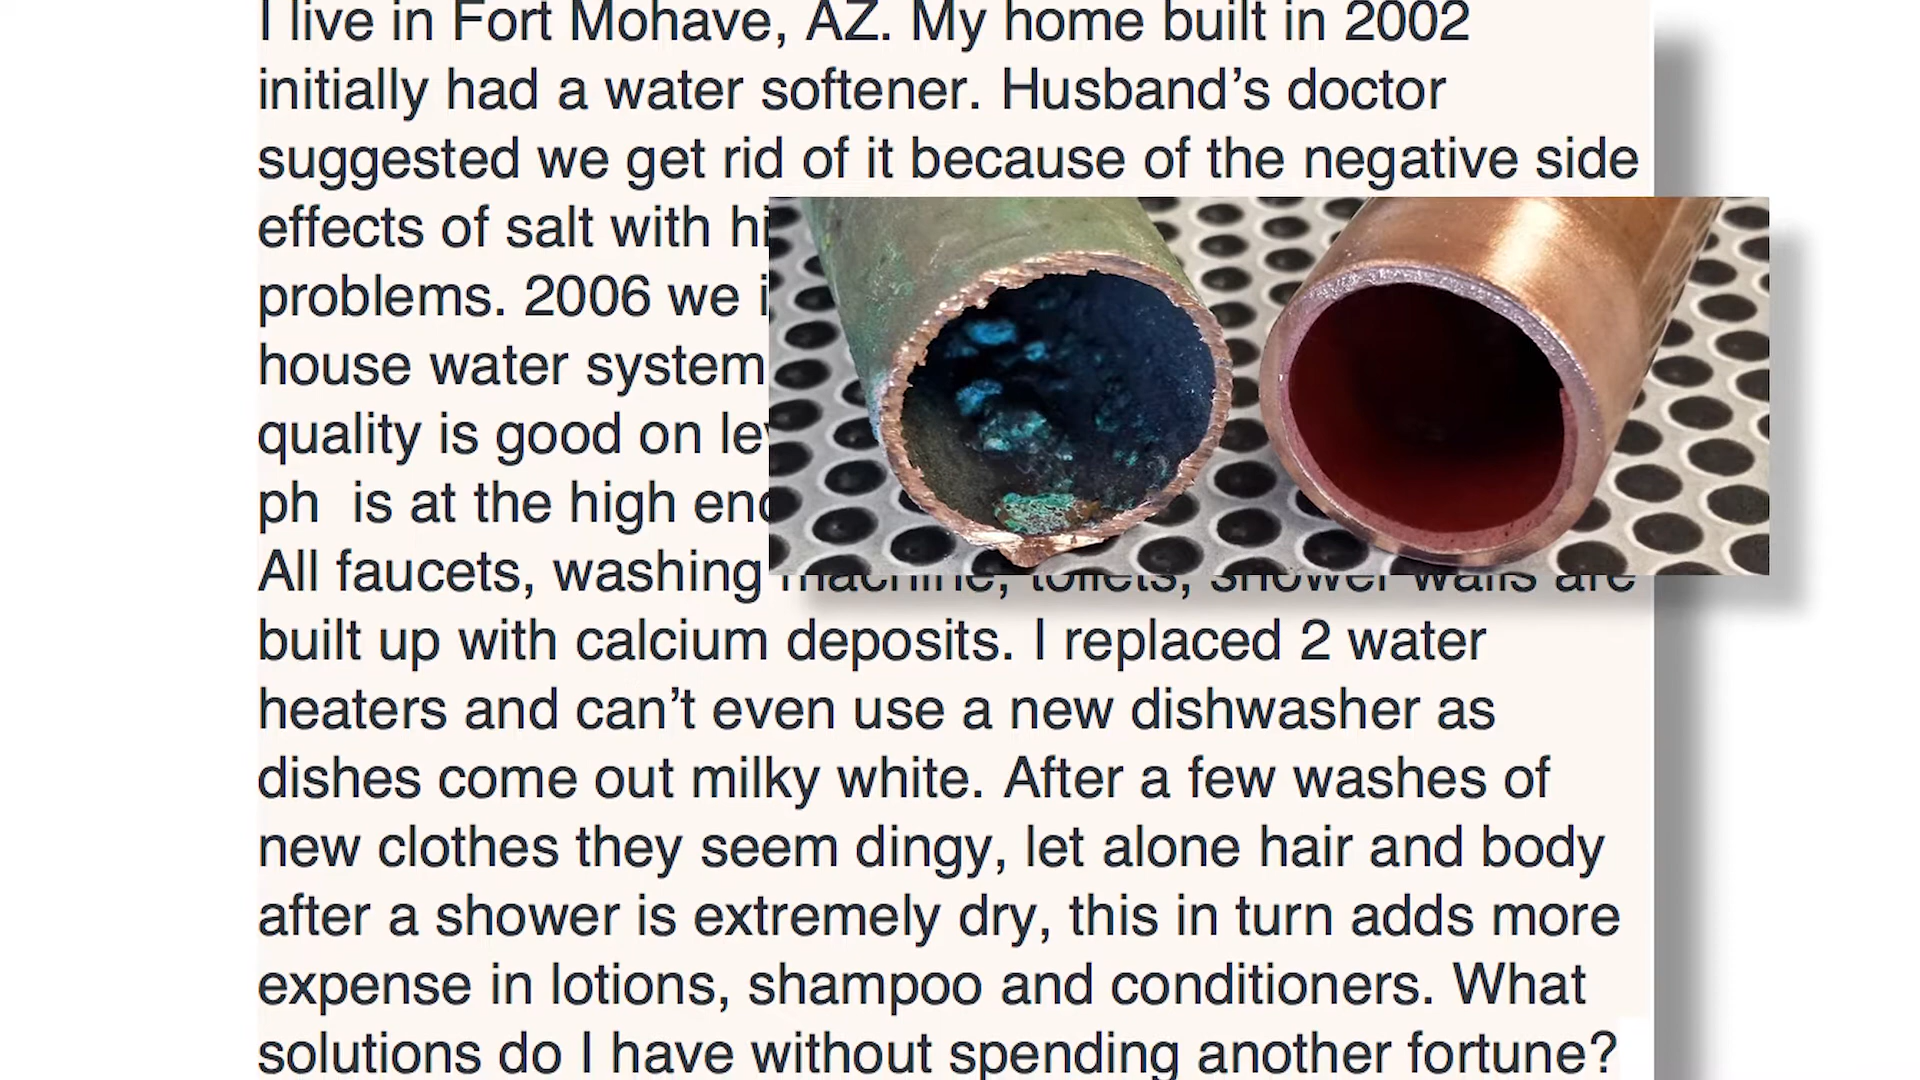 I live in Fort Mohave, AZ. My home built in 2002
initially had a water softener. Husband’s doctor
suggested we get rid of it because of the negative side
effects of salt with
problems. 2006 we
house water system
quality is good on
ph  is at the high
All faucets, washing machine, toilets, shower walls are
built up with calcium deposits. I replaced 2 water
heaters and can’t even use a new dishwasher as
dishes come out milky white. After a few washes of
new clothes they seem dingy, let alone hair and body
after a shower is extremely dry, this in turn adds more
expense in lotions, shampoo and conditioners. What
solutions do I have without spending another fortune?